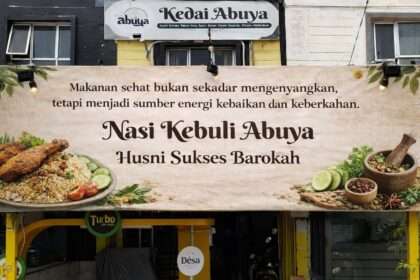 abuya
Kedai Abuya
Makanan sehat bukan sekadar mengenyangkan,
tetapi menjadi sumber energi kebaikan dan keberkahan.
Nasi Kebuli Abuya
Husni Sukses Barokah
Turbo
Désa